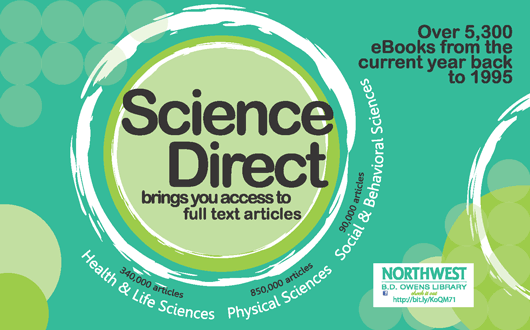 Over 5,300
eBooks from the
current year back
to 1995
Science
Direct
brings you access to
full text articles
340,000 articles
Health & Life Sciences
850,000 articles
Physical Sciences
90,000 articles
Social & Behavioral Sciences
NORTHWEST
B.D. OWENS LIBRARY
check it out
http://bit.ly/KoQM71